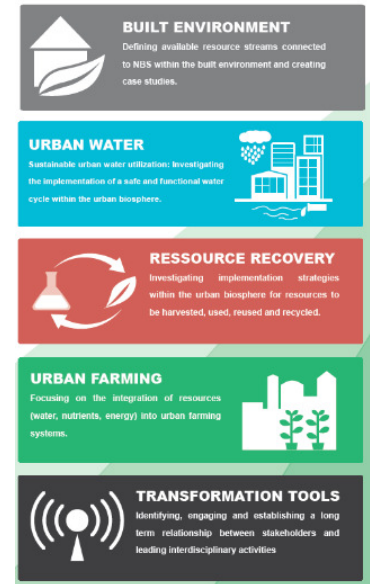 BUILT ENVIRONMENT
Defining available resource streams connected
to NBS within the built environment and creating
case studies.
URBAN WATER
Sustainable urban water utilization: Investigating
the implementation of a safe and functional water
cycle within the urban biosphere.
RESSOURCE RECOVERY
Investigating implementation strategies
within the urban biosphere for resources to
be harvested, used, reused and recycled.
URBAN FARMING
Focusing on the integration of resources
(water, nutrients, energy) into urban farming
systems.
TRANSFORMATION TOOLS
Identifying, engaging and establishing a long
term relationship between stakeholders and
leading interdisciplinary activities